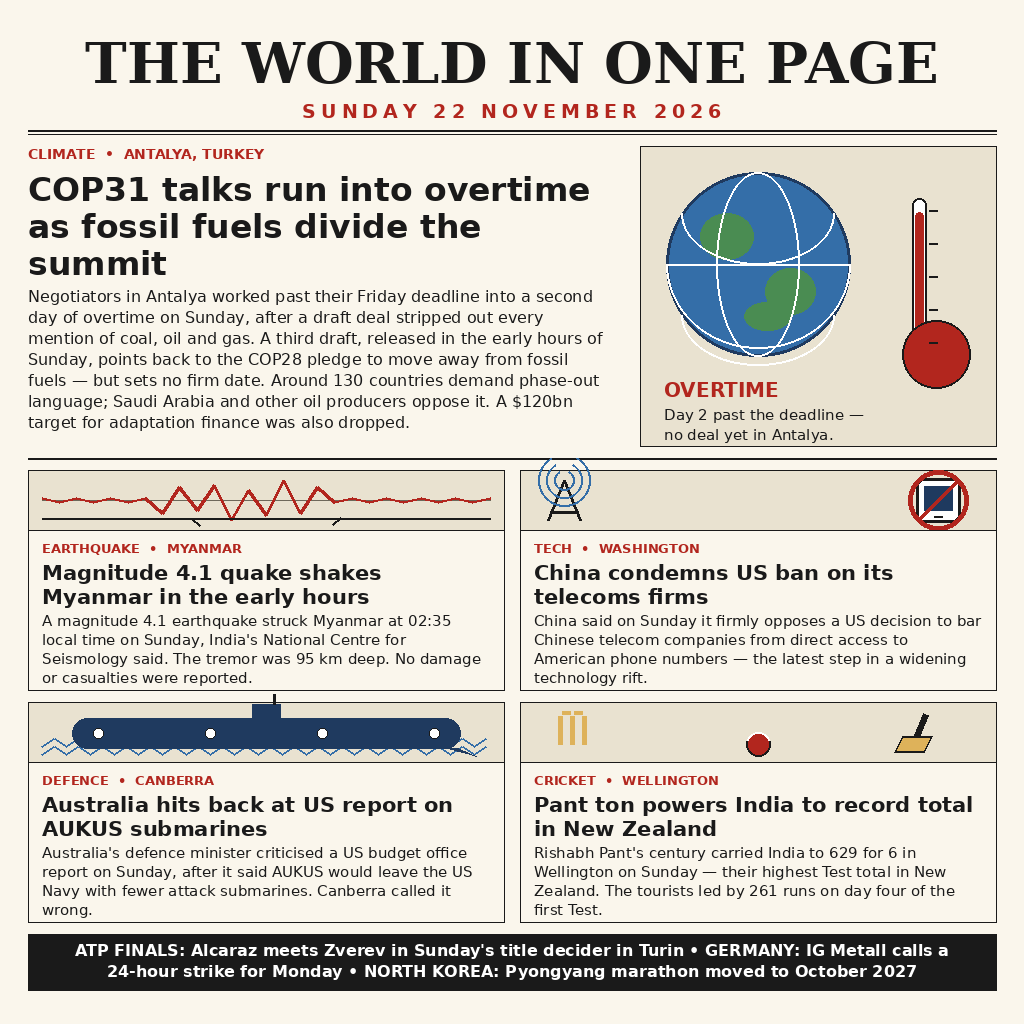 THE WORLD IN ONE PAGE
SUNDAY 22 NOVEMBER 2026
CLIMATE • ANTALYA, TURKEY
COP31 talks run into overtime
as fossil fuels divide the
summit
Negotiators in Antalya worked past their Friday deadline into a second
day of overtime on Sunday, after a draft deal stripped out every
mention of coal, oil and gas. A third draft, released in the early hours of
Sunday, points back to the COP28 pledge to move away from fossil
fuels — but sets no firm date. Around 130 countries demand phase-out
language; Saudi Arabia and other oil producers oppose it. A $120bn
target for adaptation finance was also dropped.
OVERTIME
Day 2 past the deadline —
no deal yet in Antalya.
EARTHQUAKE • MYANMAR
Magnitude 4.1 quake shakes
Myanmar in the early hours
A magnitude 4.1 earthquake struck Myanmar at 02:35
local time on Sunday, India's National Centre for
Seismology said. The tremor was 95 km deep. No damage
or casualties were reported.
TECH • WASHINGTON
China condemns US ban on its
telecoms firms
China said on Sunday it firmly opposes a US decision to bar
Chinese telecom companies from direct access to
American phone numbers — the latest step in a widening
technology rift.
DEFENCE • CANBERRA
Australia hits back at US report on
AUKUS submarines
Australia's defence minister criticised a US budget office
report on Sunday, after it said AUKUS would leave the US
Navy with fewer attack submarines. Canberra called it
wrong.
CRICKET • WELLINGTON
Pant ton powers India to record total
in New Zealand
Rishabh Pant's century carried India to 629 for 6 in
Wellington on Sunday — their highest Test total in New
Zealand. The tourists led by 261 runs on day four of the
first Test.
ATP FINALS: Alcaraz meets Zverev in Sunday's title decider in Turin • GERMANY: IG Metall calls a
24-hour strike for Monday • NORTH KOREA: Pyongyang marathon moved to October 2027